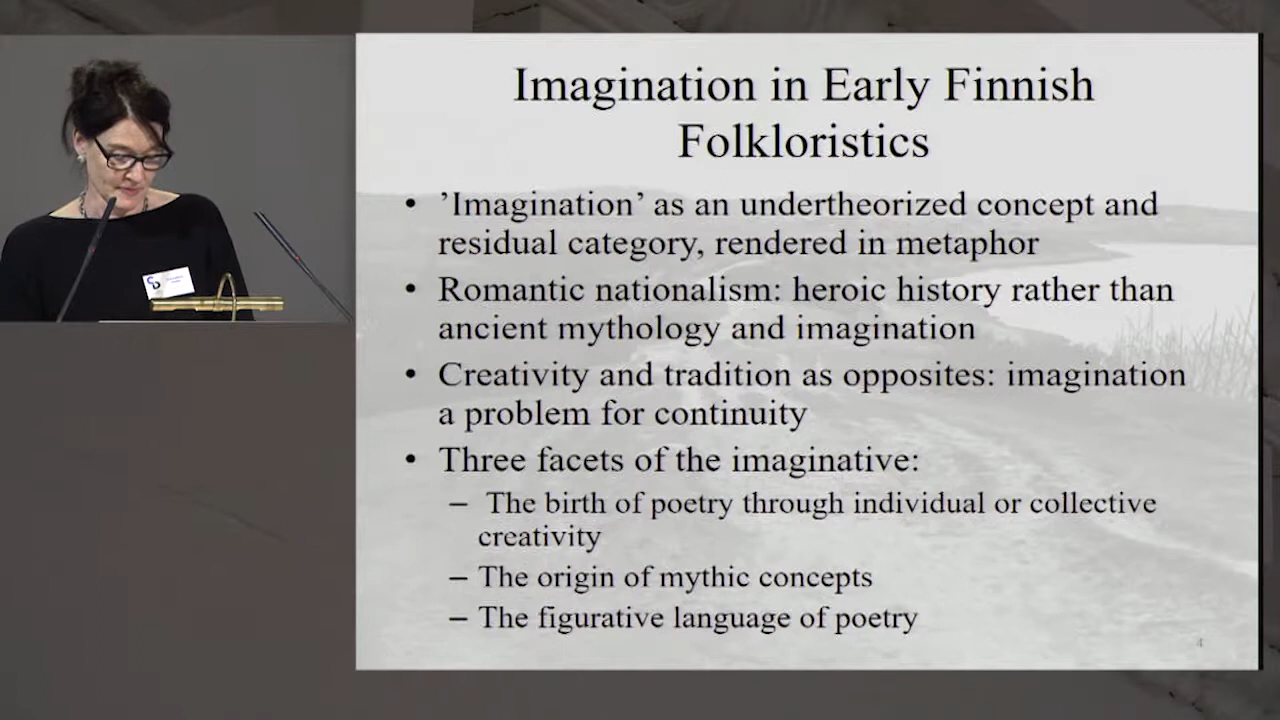 Imagination in Early Finnish
Folkloristics
• ’Imagination’ as an undertheorized concept and
residual category, rendered in metaphor
• Romantic nationalism: heroic history rather than
ancient mythology and imagination
• Creativity and tradition as opposites: imagination
a problem for continuity
• Three facets of the imaginative:
– The birth of poetry through individual or collective
creativity
– The origin of mythic concepts
– The figurative language of poetry
4